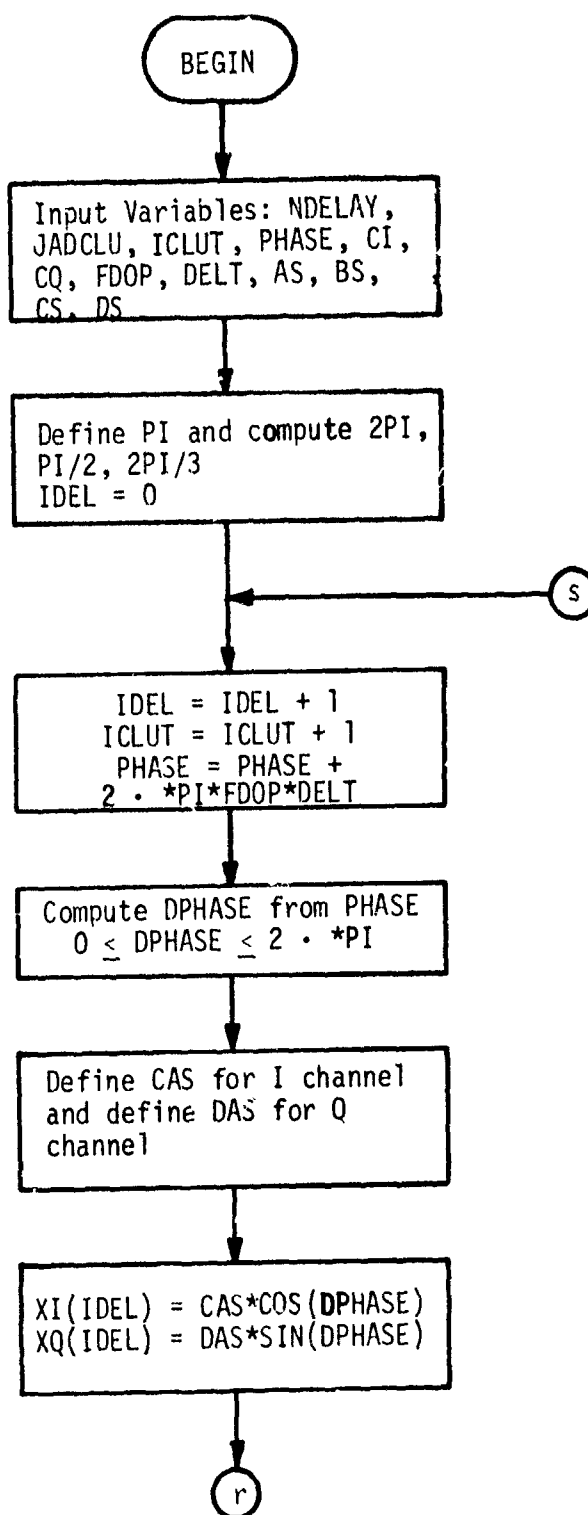 BEGIN
Input Variables: NDELAY,
JADCLU, ICLUT, PHASE, CI,
CQ, FDOP, DELT, AS, BS,
CS, DS
Define PI and compute 2PI,
PI/2, 2PI/3
IDEL = 0
s
IDEL = IDEL + 1
ICLUT = ICLUT + 1
PHASE = PHASE +
2 · *PI*FDOP*DELT
Compute DPHASE from PHASE
0 ≤ DPHASE ≤ 2 · *PI
Define CAS for I channel
and define DAS for Q
channel
XI(IDEL) = CAS*COS(DPHASE)
XQ(IDEL) = DAS*SIN(DPHASE)
r